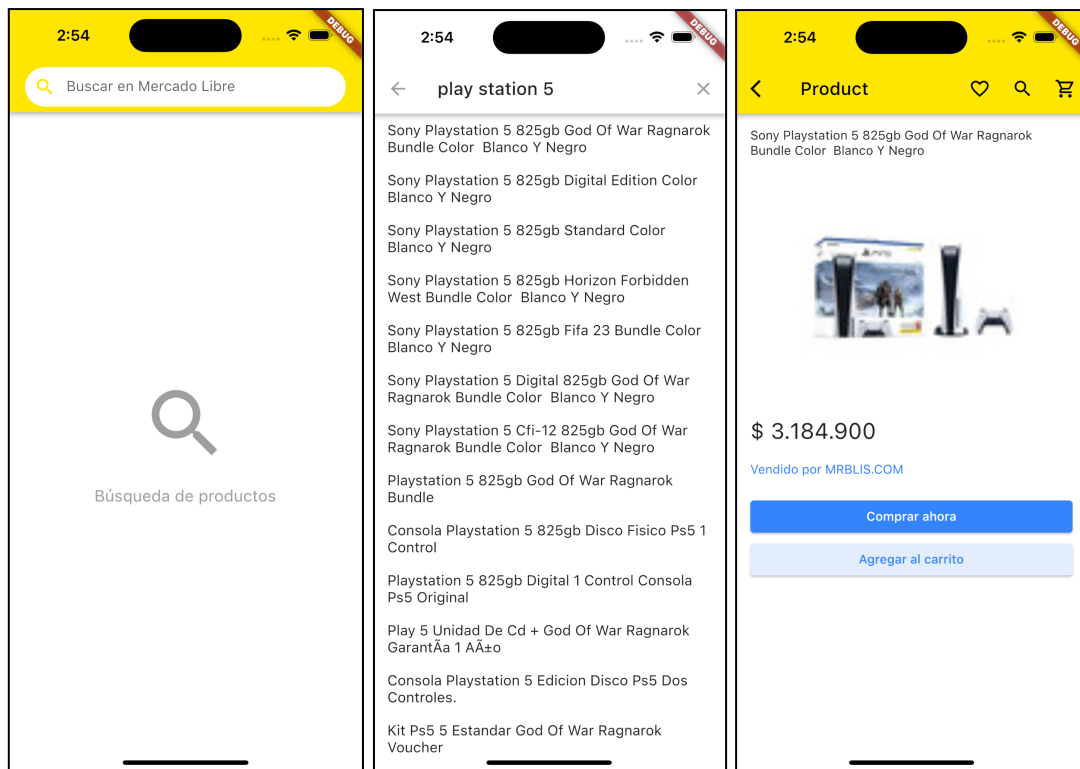 2:54
DEBUG
Buscar en Mercado Libre
Búsqueda de productos
2:54
DEBUG
play station 5
Sony Playstation 5 825gb God Of War Ragnarok
Bundle Color  Blanco Y Negro
Sony Playstation 5 825gb Digital Edition Color
Blanco Y Negro
Sony Playstation 5 825gb Standard Color
Blanco Y Negro
Sony Playstation 5 825gb Horizon Forbidden
West Bundle Color  Blanco Y Negro
Sony Playstation 5 825gb Fifa 23 Bundle Color
Blanco Y Negro
Sony Playstation 5 Digital 825gb God Of War
Ragnarok Bundle Color  Blanco Y Negro
Sony Playstation 5 Cfi-12 825gb God Of War
Ragnarok Bundle Color  Blanco Y Negro
Playstation 5 825gb God Of War Ragnarok
Bundle
Consola Playstation 5 825gb Disco Fisico Ps5 1
Control
Playstation 5 825gb Digital 1 Control Consola
Ps5 Original
Play 5 Unidad De Cd + God Of War Ragnarok
GarantÃa 1 AÃ±o
Consola Playstation 5 Edicion Disco Ps5 Dos
Controles.
Kit Ps5 5 Estandar God Of War Ragnarok
Voucher
2:54
DEBUG
Product
Sony Playstation 5 825gb God Of War Ragnarok
Bundle Color  Blanco Y Negro
$ 3.184.900
Vendido por MRBLIS.COM
Comprar ahora
Agregar al carrito